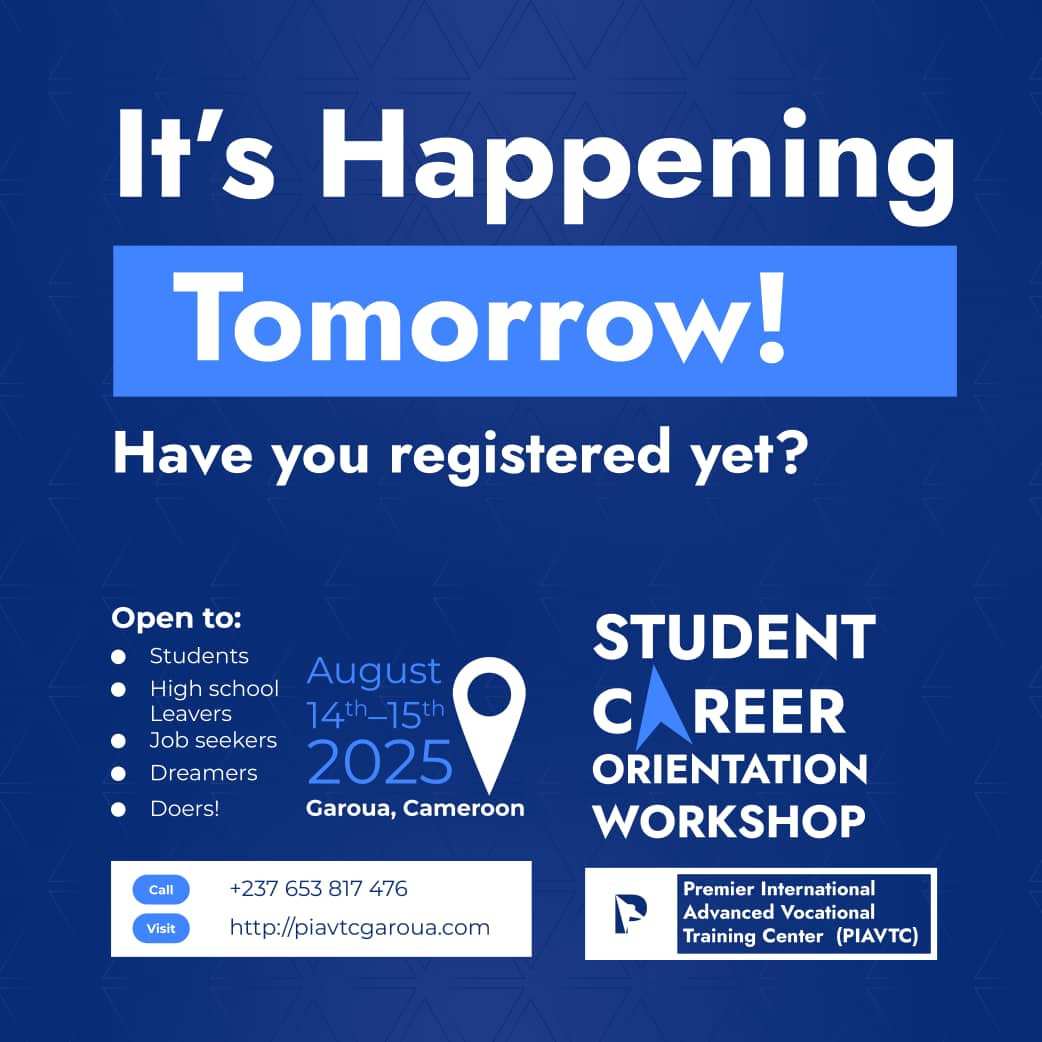 It's Happening
Tomorrow!
Have you registered yet?
Open to:
Students
High school
Leavers
Job seekers
Dreamers
Doers!
August
14th–15th
2025
Garoua, Cameroon
STUDENT
CAREER
ORIENTATION
WORKSHOP
Call +237 653 817 476
Visit http://piavtcgaroua.com
Premier International
Advanced Vocational
Training Center (PIAVTC)